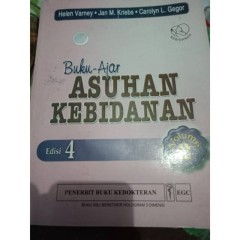 Helen Varney • Jan M. Kriebs • Carolyn L. Gegor
Buku-Ajar
ASUHAN
KEBIDANAN
Edisi 4
PENERBIT BUKU KEDOKTERAN
EGC